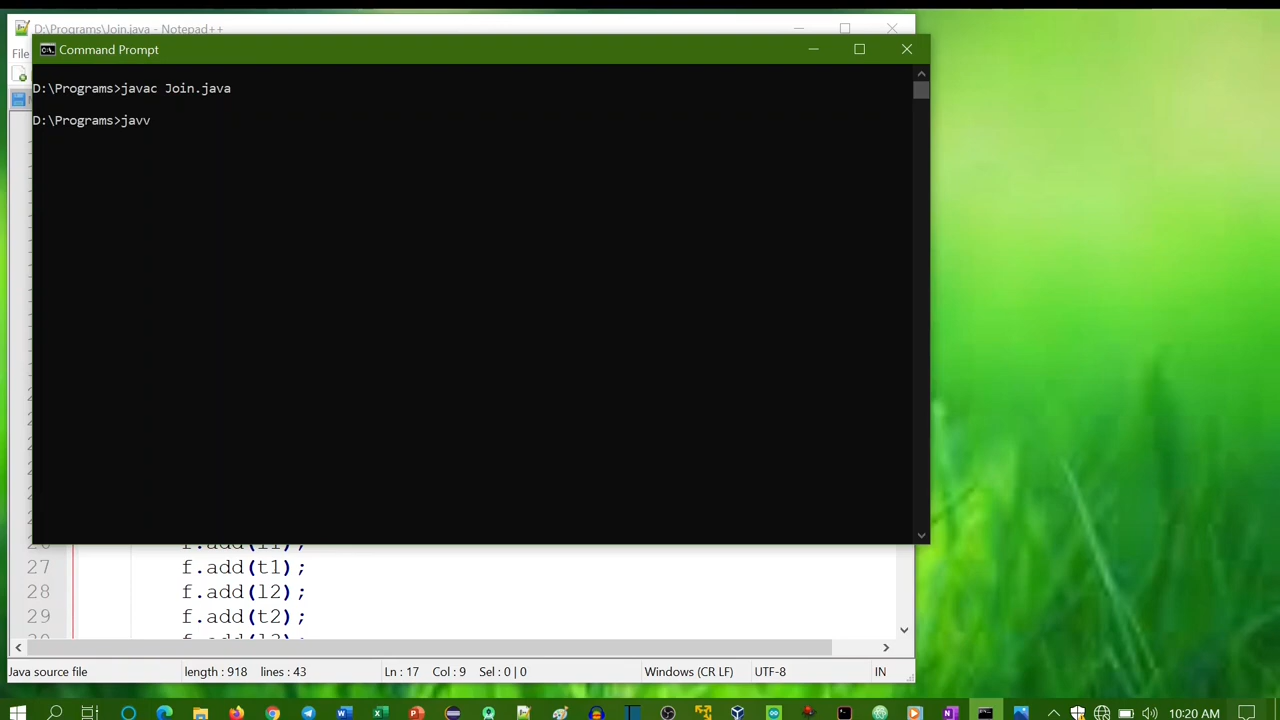 D:\Programs\Join.java - Notepad++
File
Command Prompt
D:\Programs>javac Join.java
D:\Programs>javv
27 f.add(t1);
28 f.add(l2);
29 f.add(t2);
Java source file length : 918 lines : 43 Ln : 17 Col : 9 Sel : 0 | 0 Windows (CR LF) UTF-8 IN
10:20 AM